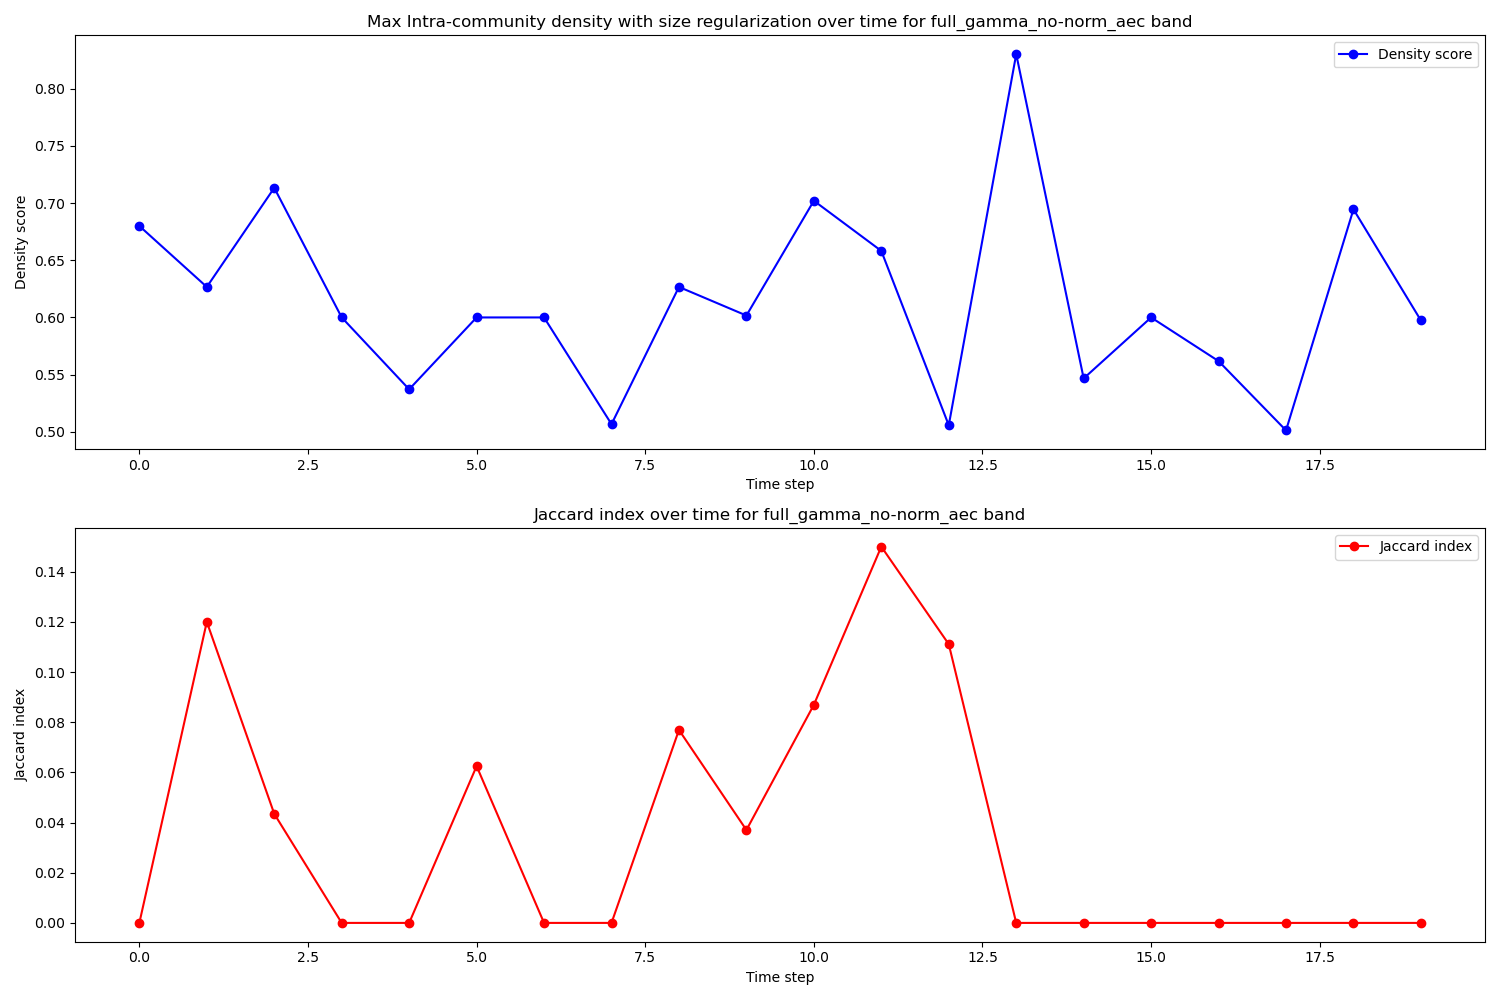 Max Intra-community density with size regularization over time for full_gamma_no-norm_aec band
Density score
0.80
0.75
0.70
0.65
0.60
0.55
0.50
Density score
0.0 2.5 5.0 7.5 10.0 12.5 15.0 17.5
Time step
Jaccard index over time for full_gamma_no-norm_aec band
Jaccard index
0.14
0.12
0.10
0.08
0.06
0.04
0.02
0.00
Jaccard index
0.0 2.5 5.0 7.5 10.0 12.5 15.0 17.5
Time step